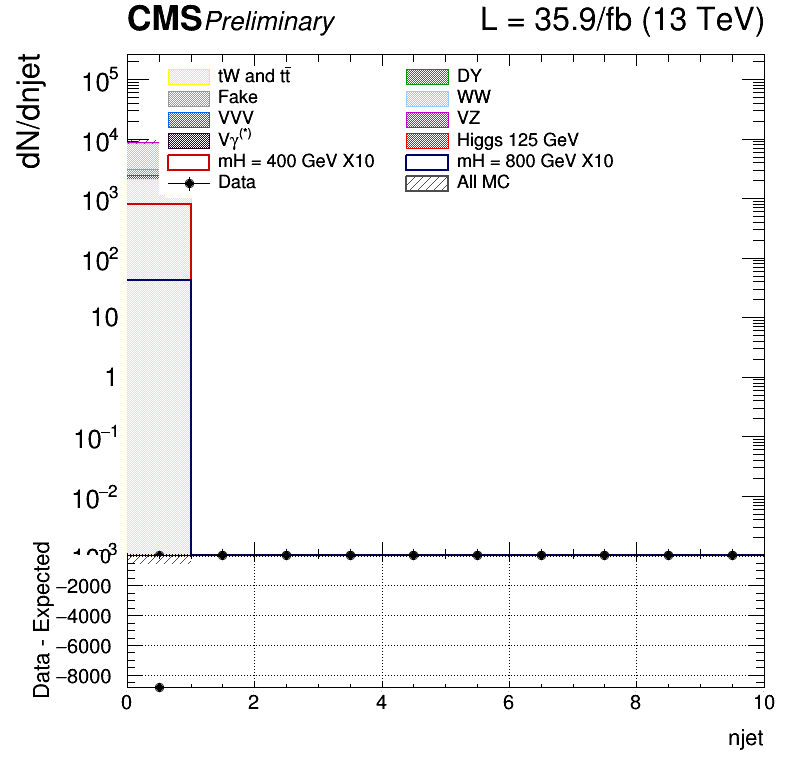 CMS Preliminary L = 35.9/fb (13 TeV)
dN/dnjet
tW and tt̄ DY
Fake WW
VVV VZ
Vγ(*) Higgs 125 GeV
mH = 400 GeV X10 mH = 800 GeV X10
Data All MC
10⁵
10⁴
10³
10²
10
1
10⁻¹
10⁻²
0
Data - Expected
−2000
−4000
−6000
−8000
0 2 4 6 8 10
njet